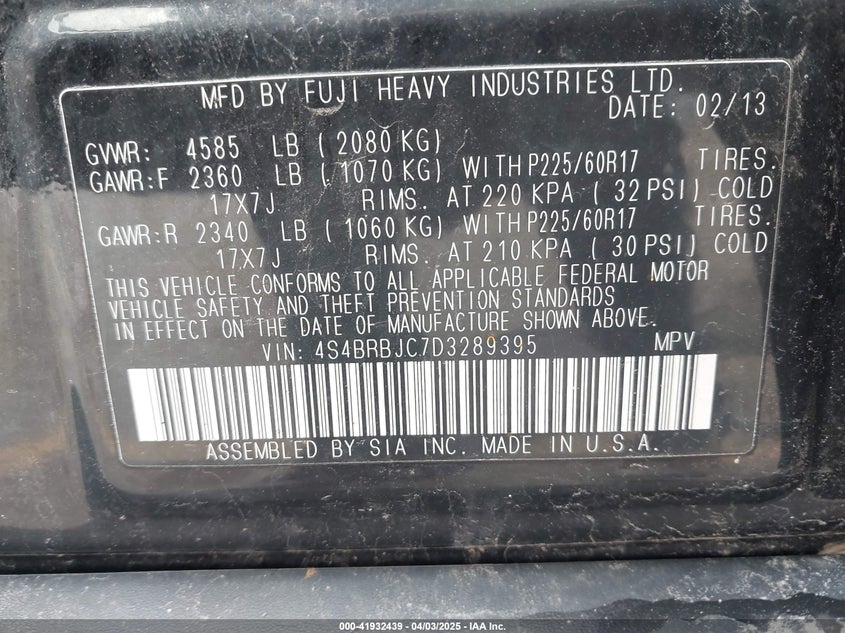 MFD BY FUJI HEAVY INDUSTRIES LTD.
DATE: 02/13
GVWR: 4585 LB ( 2080 KG)
GAWR:F 2360 LB ( 1070 KG) WITH P225/60R17 TIRES.
17X7J RIMS. AT 220 KPA ( 32 PSI) COLD
GAWR:R 2340 LB ( 1060 KG) WITH P225/60R17 TIRES.
17X7J RIMS. AT 210 KPA ( 30 PSI) COLD
THIS VEHICLE CONFORMS TO ALL APPLICABLE FEDERAL MOTOR
VEHICLE SAFETY AND THEFT PREVENTION STANDARDS
IN EFFECT ON THE DATE OF MANUFACTURE SHOWN ABOVE.
VIN: 4S4BRBJC7D3289395 MPV
ASSEMBLED BY SIA INC. MADE IN U.S.A.
000-41932439 - 04/03/2025 - IAA Inc.